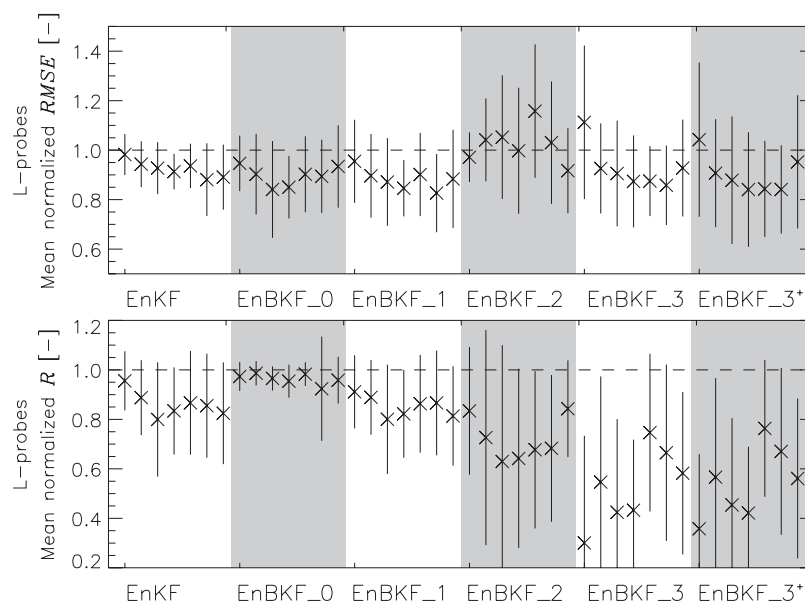 L-probes
Mean normalized RMSE [-]
1.4
1.2
1.0
0.8
0.6
EnKF EnBKF_0 EnBKF_1 EnBKF_2 EnBKF_3 EnBKF_3⁺
L-probes
Mean normalized R [-]
1.2
1.0
0.8
0.6
0.4
0.2
EnKF EnBKF_0 EnBKF_1 EnBKF_2 EnBKF_3 EnBKF_3⁺